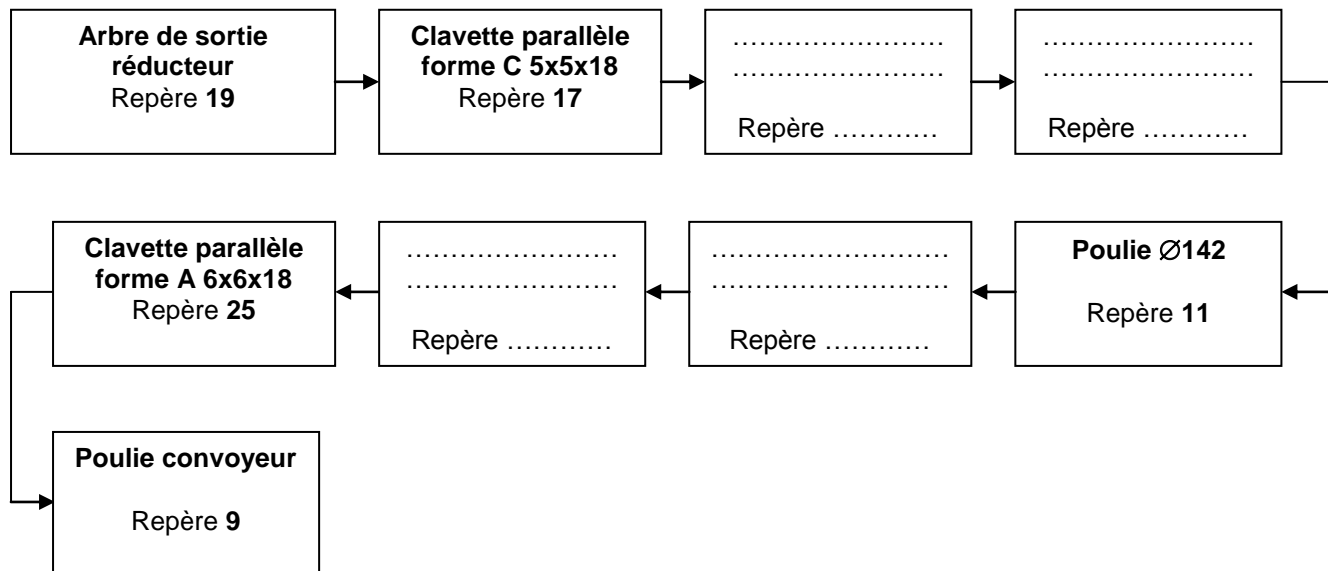 Arbre de sortie
réducteur
Repère 19
Clavette parallèle
forme C 5x5x18
Repère 17
……………………
……………………
Repère …………
……………………
……………………
Repère …………
Clavette parallèle
forme A 6x6x18
Repère 25
……………………
……………………
Repère …………
………………………
………………………
Repère …………
Poulie ∅142
Repère 11
Poulie convoyeur
Repère 9